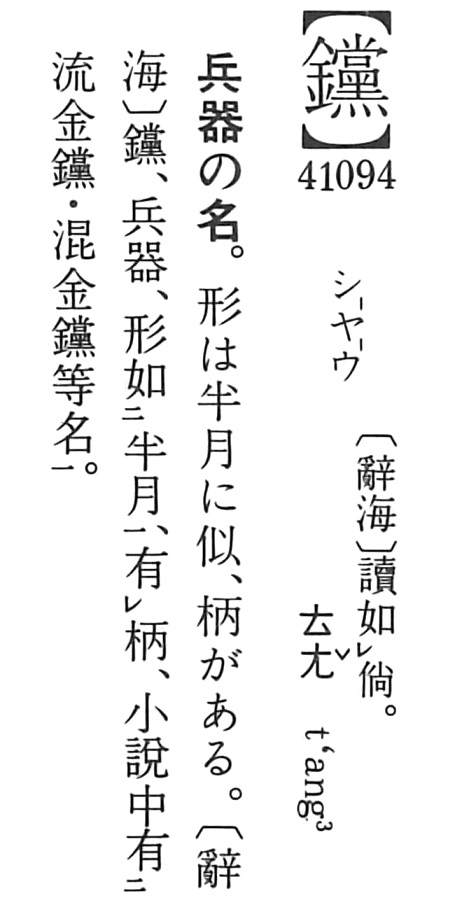 【钂】
41094
シーヤーウ
〔辭海〕讀如㆑倘。
ㄊㄤˇ t‘ang³
兵器の名。形は半月に似、柄がある。〔辭
海〕钂、兵器、形如㆓半月㆒、有㆑柄、小說中有㆓
流金钂・混金钂等名㆒。